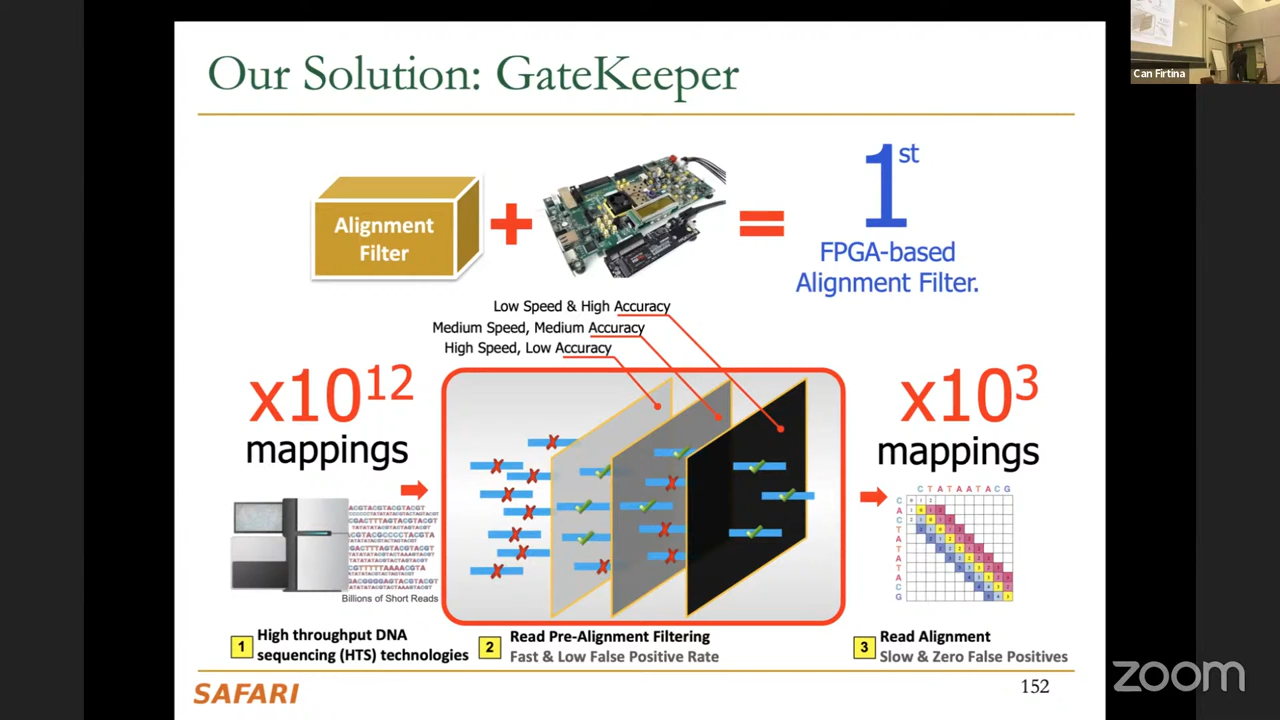 Our Solution: GateKeeper
Can Firtina
Alignment
Filter
+
=
1st
FPGA-based
Alignment Filter.
Low Speed & High Accuracy
Medium Speed, Medium Accuracy
High Speed, Low Accuracy
x10^12
mappings
x10^3
mappings
Billions of Short Reads
C T A T A A T A C G
C
A
C
T
A
T
A
T
A
C
G
1 High throughput DNA
sequencing (HTS) technologies
2 Read Pre-Alignment Filtering
Fast & Low False Positive Rate
3 Read Alignment
Slow & Zero False Positives
SAFARI
152
zoom